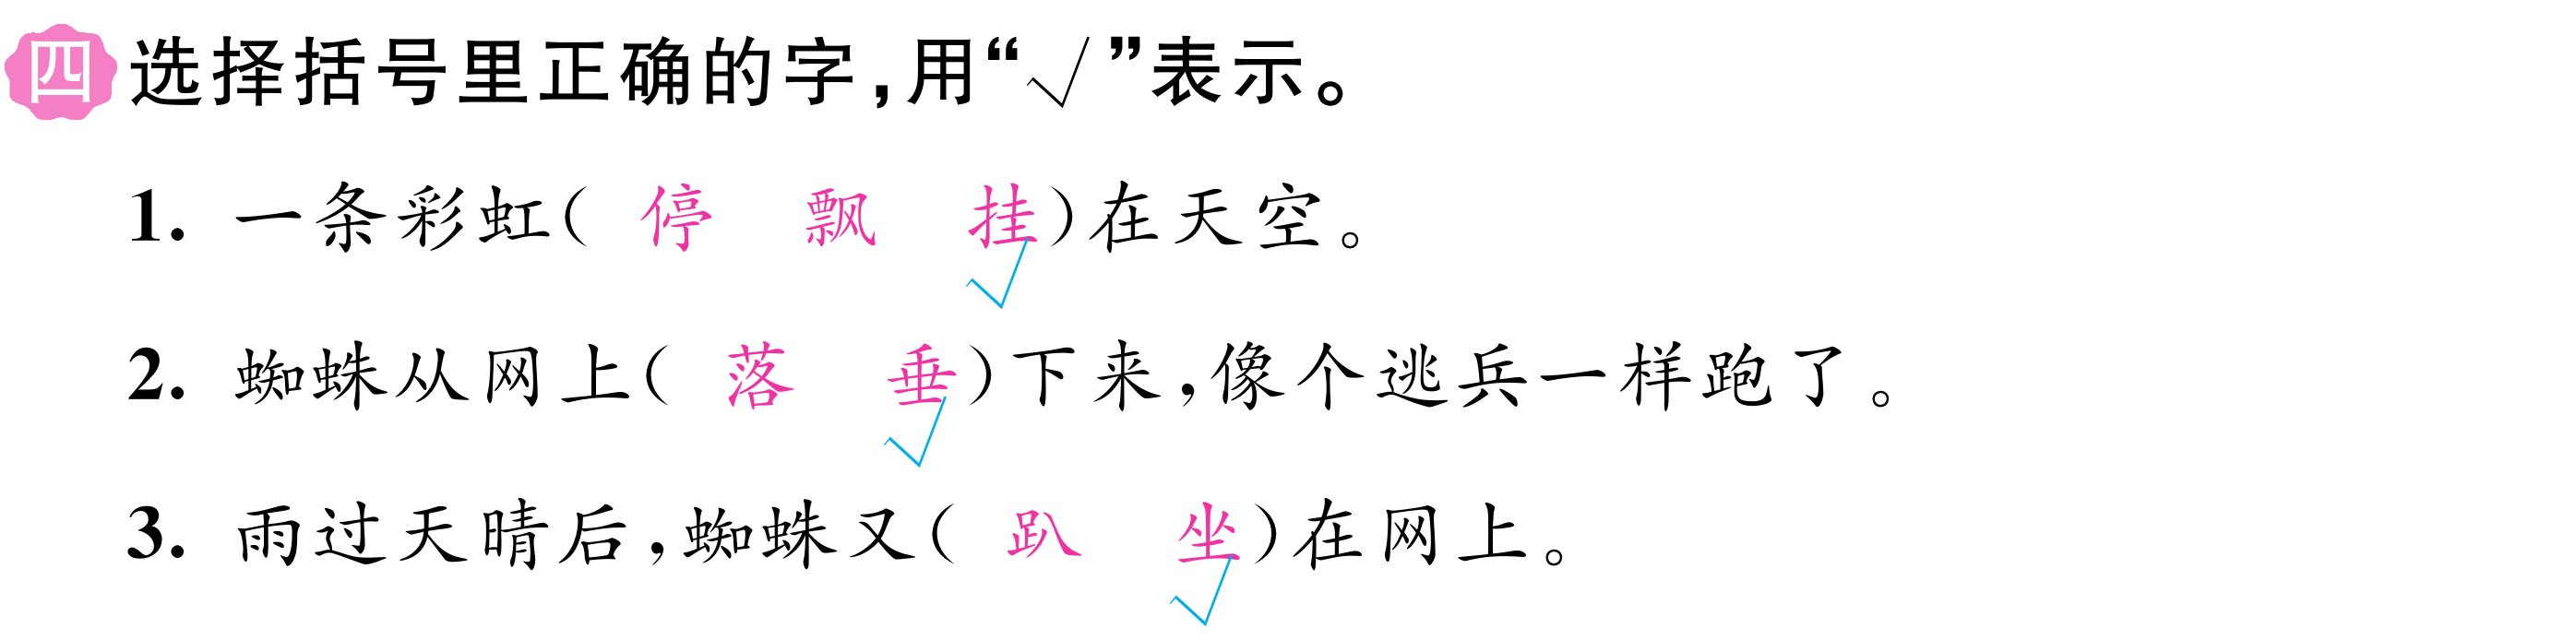 四 选择括号里正确的字,用“√”表示。
1. 一条彩虹( 停 飘 挂)在天空。
√
2. 蜘蛛从网上( 落 垂)下来,像个逃兵一样跑了。
√
3. 雨过天晴后,蜘蛛又( 趴 坐)在网上。
√